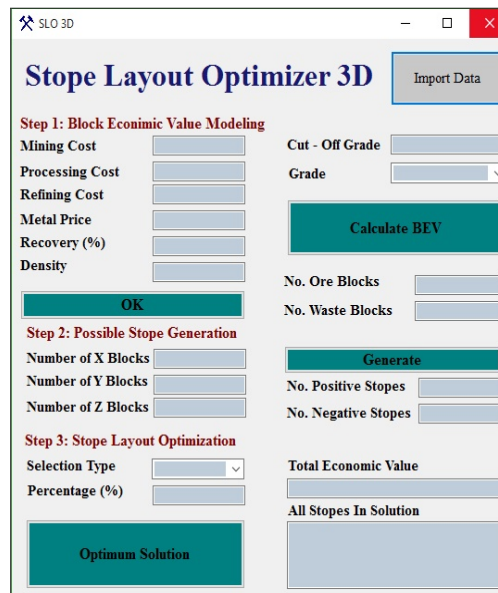 SLO 3D
Stope Layout Optimizer 3D
Import Data
Step 1: Block Econimic Value Modeling
Mining Cost
Processing Cost
Refining Cost
Metal Price
Recovery (%)
Density
OK
Cut - Off Grade
Grade
Calculate BEV
No. Ore Blocks
No. Waste Blocks
Step 2: Possible Stope Generation
Number of X Blocks
Number of Y Blocks
Number of Z Blocks
Generate
No. Positive Stopes
No. Negative Stopes
Step 3: Stope Layout Optimization
Selection Type
Percentage (%)
Optimum Solution
Total Economic Value
All Stopes In Solution